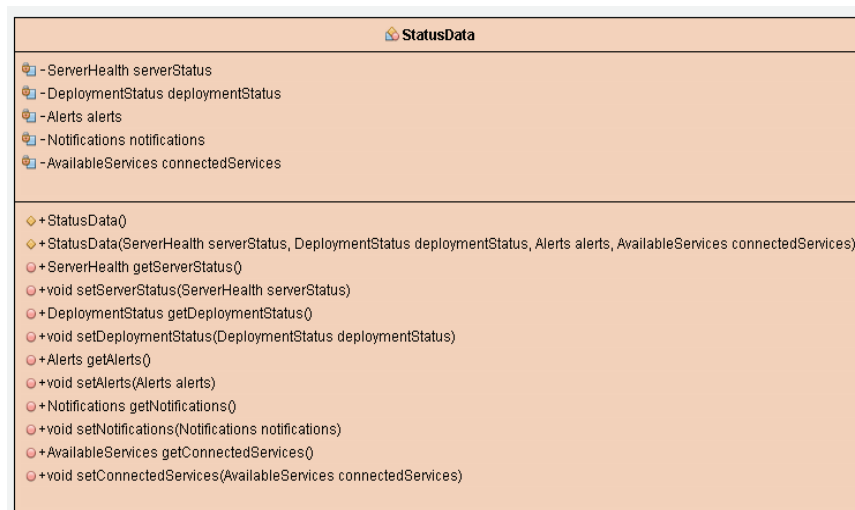 StatusData
-ServerHealth serverStatus
-DeploymentStatus deploymentStatus
-Alerts alerts
-Notifications notifications
-AvailableServices connectedServices
+StatusData()
+StatusData(ServerHealth serverStatus, DeploymentStatus deploymentStatus, Alerts alerts, AvailableServices connectedServices)
+ServerHealth getServerStatus()
+void setServerStatus(ServerHealth serverStatus)
+DeploymentStatus getDeploymentStatus()
+void setDeploymentStatus(DeploymentStatus deploymentStatus)
+Alerts getAlerts()
+void setAlerts(Alerts alerts)
+Notifications getNotifications()
+void setNotifications(Notifications notifications)
+AvailableServices getConnectedServices()
+void setConnectedServices(AvailableServices connectedServices)